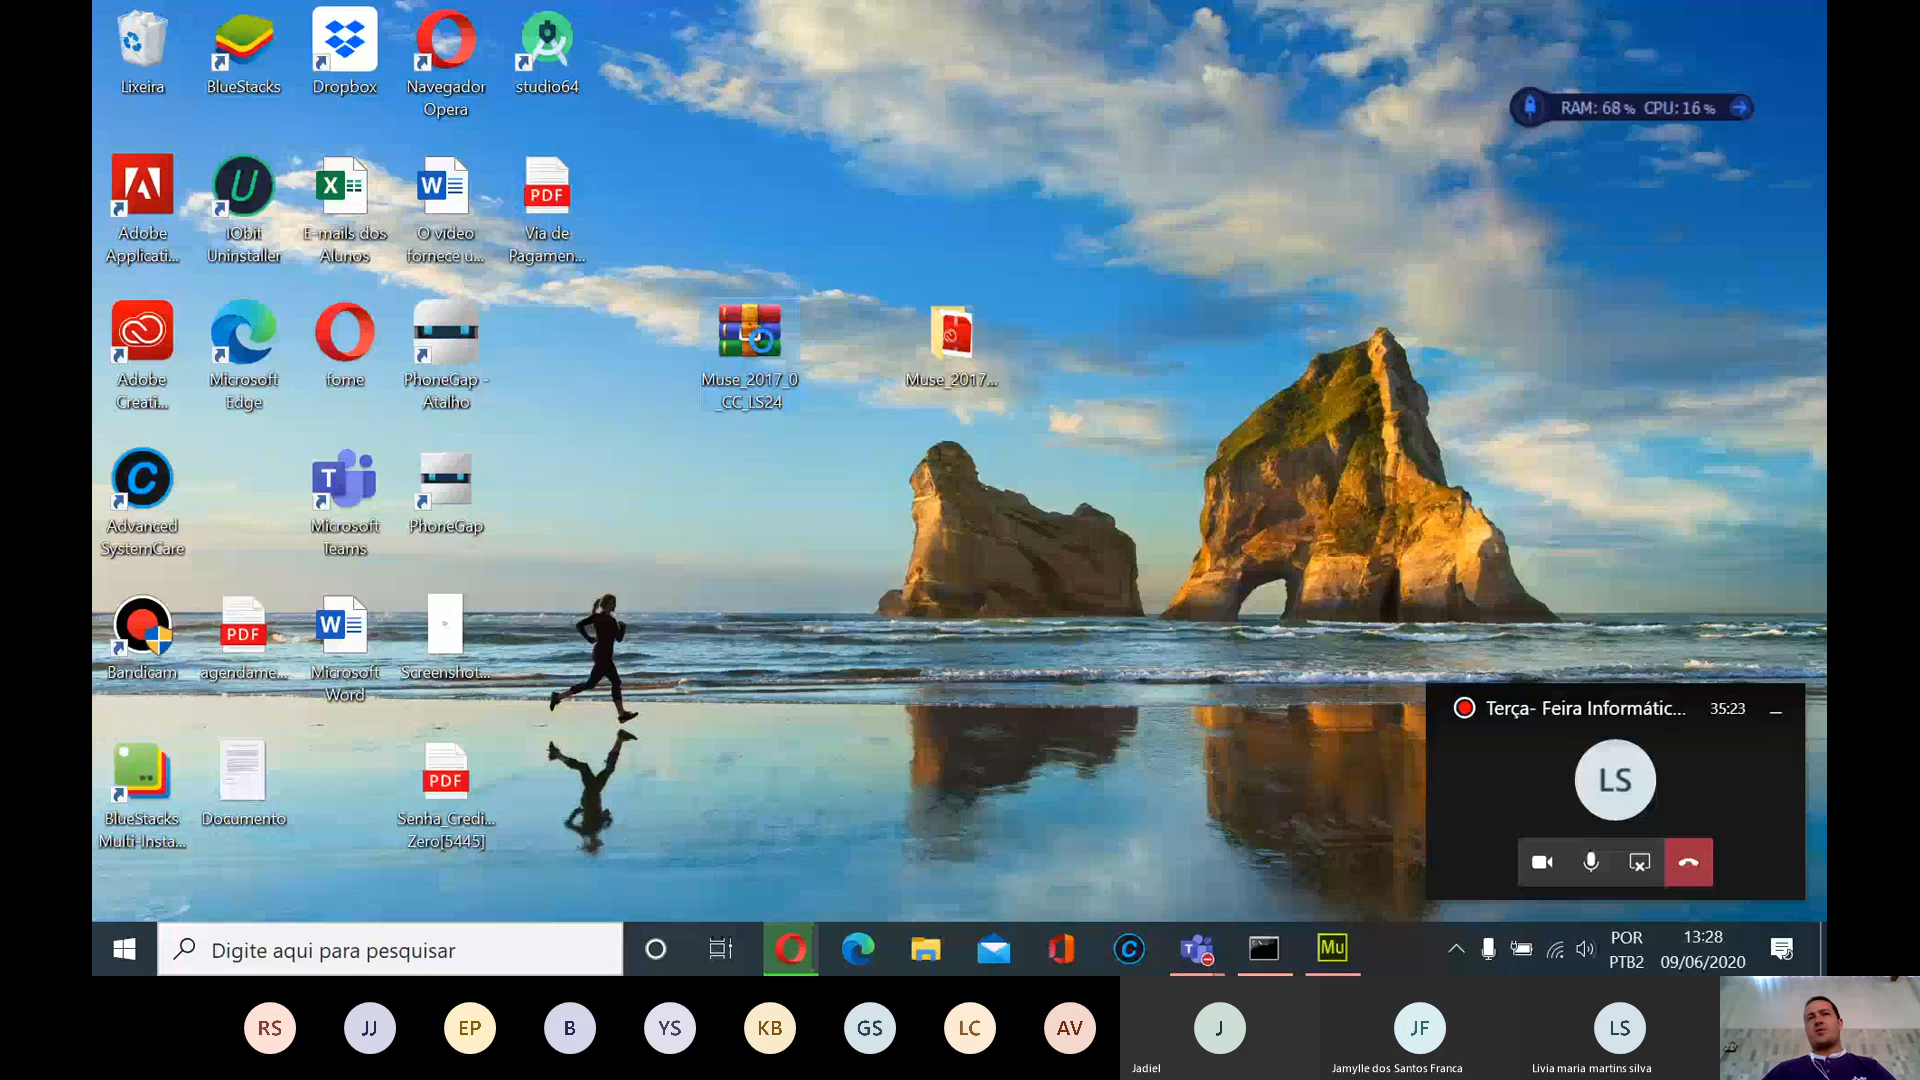 Lixeira
BlueStacks
Dropbox
Navegador
Opera
studio64
RAM: 68 % CPU: 16 %
Adobe
Applicati...
IObit
Uninstaller
E-mails dos
Alunos
O vídeo
fornece u...
Via de
Pagamen...
Adobe
Creati...
Microsoft
Edge
fome
PhoneGap -
Atalho
Muse_2017_0
_CC_LS24
Muse_2017...
Advanced
SystemCare
Microsoft
Teams
PhoneGap
Bandicam
PDF
agendame...
Microsoft
Word
Screenshot...
BlueStacks
Multi-Insta...
Documento
PDF
Senha_Credi...
Zero[5445]
Terça- Feira Informátic...
35:23
LS
Digite aqui para pesquisar
Mu
POR
PTB2
13:28
09/06/2020
RS
JJ
EP
B
YS
KB
GS
LC
AV
J
JF
LS
Jadiel
Jamylle dos Santos Franca
Livia maria martins silva